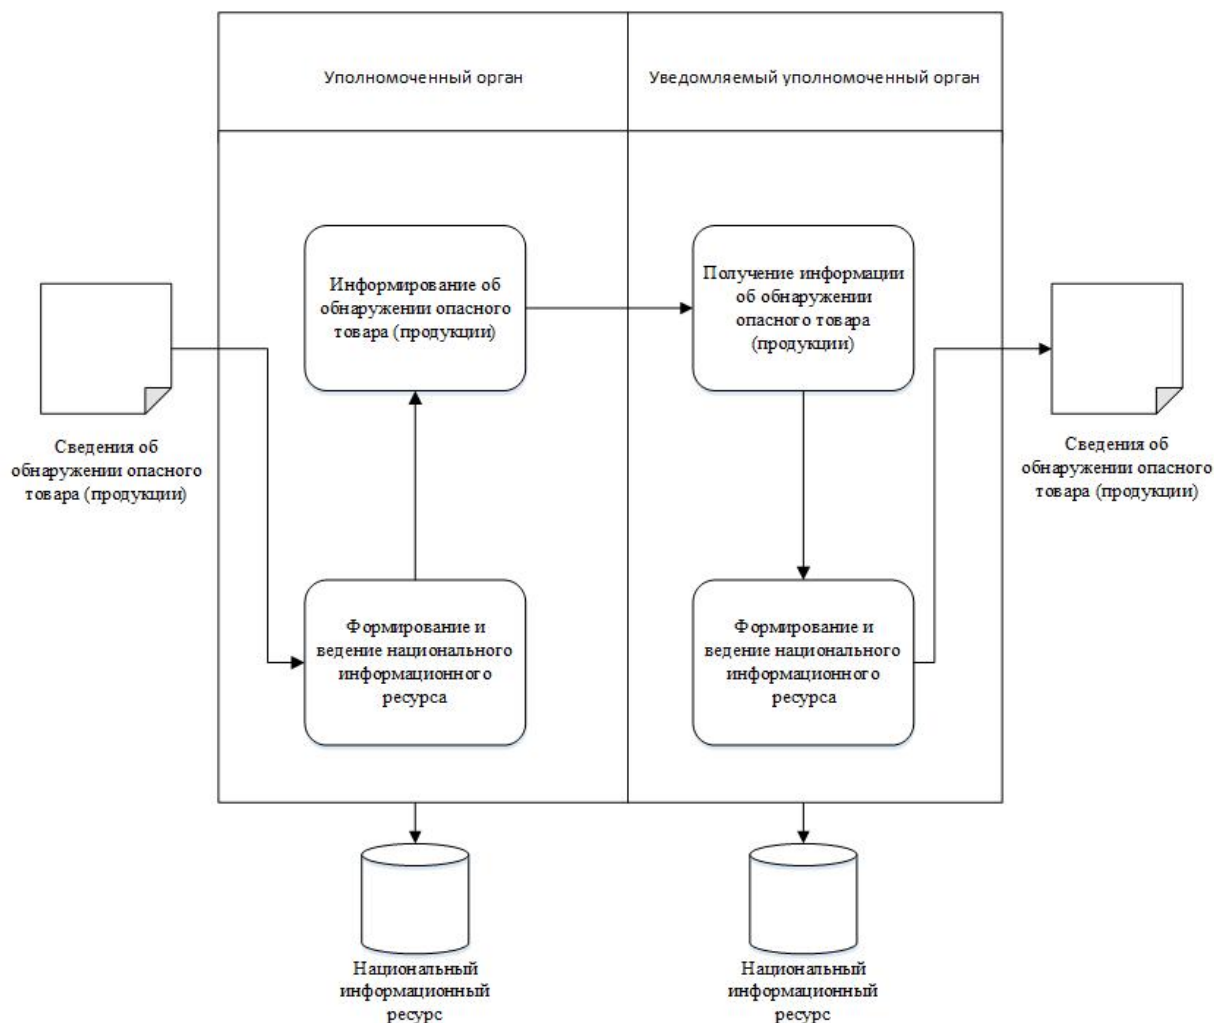 Уполномоченный орган
Уведомляемый уполномоченный орган
Информирование об
обнаружении опасного
товара (продукции)
Получение информации
об обнаружении
опасного товара
(продукции)
Сведения об
обнаружении опасного
товара (продукции)
Сведения об
обнаружении опасного
товара (продукции)
Формирование и
ведение национального
информационного
ресурса
Формирование и
ведение национального
информационного
ресурса
Национальный
информационный
ресурс
Национальный
информационный
ресурс